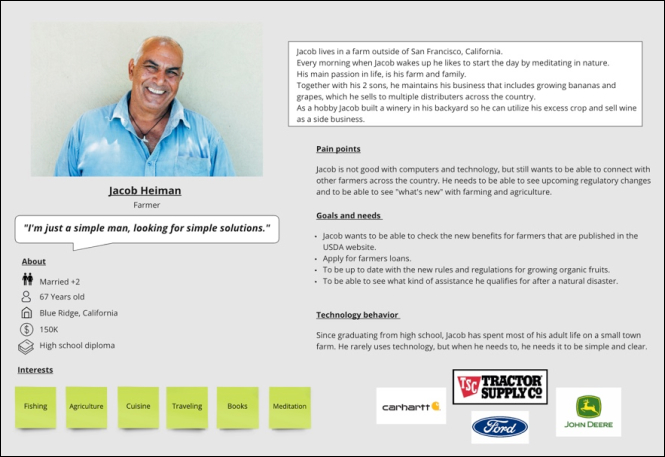 Jacob Heiman
Farmer
"I'm just a simple man, looking for simple solutions."
About
Married +2
67 Years old
Blue Ridge, California
150K
High school diploma
Interests
Fishing
Agriculture
Cuisine
Traveling
Books
Meditation
Jacob lives in a farm outside of San Francisco, California.
Every morning when Jacob wakes up he likes to start the day by meditating in nature.
His main passion in life, is his farm and family.
Together with his 2 sons, he maintains his business that includes growing bananas and
grapes, which he sells to multiple distributers across the country.
As a hobby Jacob built a winery in his backyard so he can utilize his excess crop and sell wine
as a side business.
Pain points
Jacob is not good with computers and technology, but still wants to be able to connect with
other farmers across the country. He needs to be able to see upcoming regulatory changes
and to be able to see "what's new" with farming and agriculture.
Goals and needs
Jacob wants to be able to check the new benefits for farmers that are published in the
USDA website.
Apply for farmers loans.
To be up to date with the new rules and regulations for growing organic fruits.
To be able to see what kind of assistance he qualifies for after a natural disaster.
Technology behavior
Since graduating from high school, Jacob has spent most of his adult life on a small town
farm. He rarely uses technology, but when he needs to, he needs it to be simple and clear.
carhartt
TSC TRACTOR
SUPPLY CO
Ford
JOHN DEERE